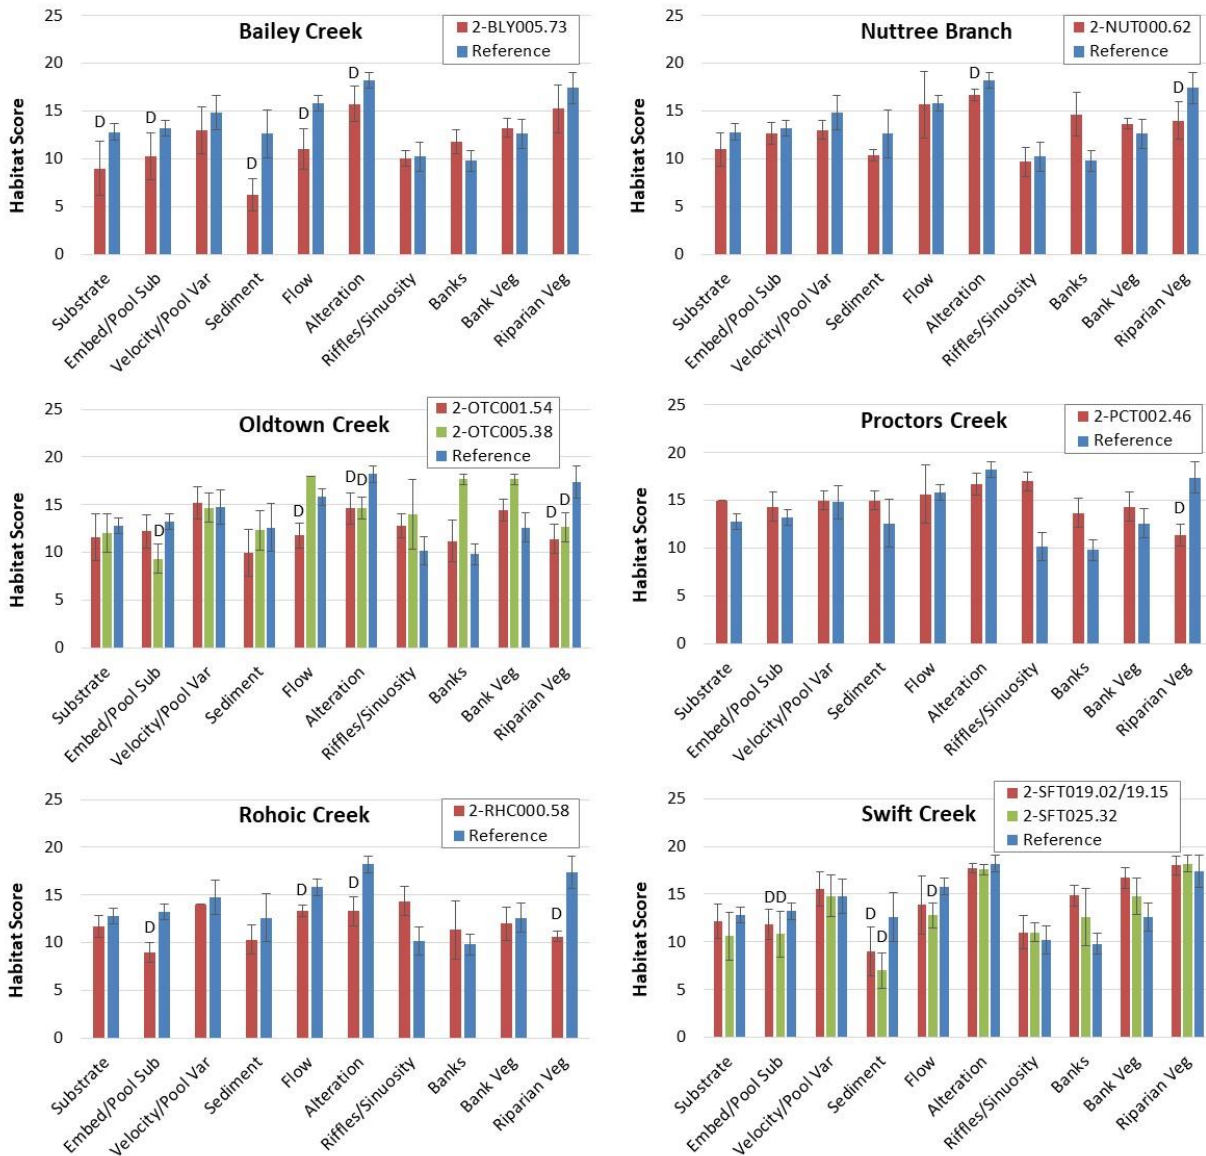 Bailey Creek
2-BLY005.73
Reference
Habitat Score
25
20
15
10
5
0
D
D
D
D
D
Substrate
Embed/Pool Sub
Velocity/Pool Var
Sediment
Flow
Alteration
Riffles/Sinuosity
Banks
Bank Veg
Riparian Veg
Nuttree Branch
2-NUT000.62
Reference
Habitat Score
25
20
15
10
5
0
D
D
Substrate
Embed/Pool Sub
Velocity/Pool Var
Sediment
Flow
Alteration
Riffles/Sinuosity
Banks
Bank Veg
Riparian Veg
Oldtown Creek
2-OTC001.54
2-OTC005.38
Reference
Habitat Score
25
20
15
10
5
0
D
D
D D
D D
Substrate
Embed/Pool Sub
Velocity/Pool Var
Sediment
Flow
Alteration
Riffles/Sinuosity
Banks
Bank Veg
Riparian Veg
Proctors Creek
2-PCT002.46
Reference
Habitat Score
25
20
15
10
5
0
D
Substrate
Embed/Pool Sub
Velocity/Pool Var
Sediment
Flow
Alteration
Riffles/Sinuosity
Banks
Bank Veg
Riparian Veg
Rohoic Creek
2-RHC000.58
Reference
Habitat Score
25
20
15
10
5
0
D
D
D
D
Substrate
Embed/Pool Sub
Velocity/Pool Var
Sediment
Flow
Alteration
Riffles/Sinuosity
Banks
Bank Veg
Riparian Veg
Swift Creek
2-SFT019.02/19.15
2-SFT025.32
Reference
Habitat Score
25
20
15
10
5
0
DD
D
D
D
Substrate
Embed/Pool Sub
Velocity/Pool Var
Sediment
Flow
Alteration
Riffles/Sinuosity
Banks
Bank Veg
Riparian Veg